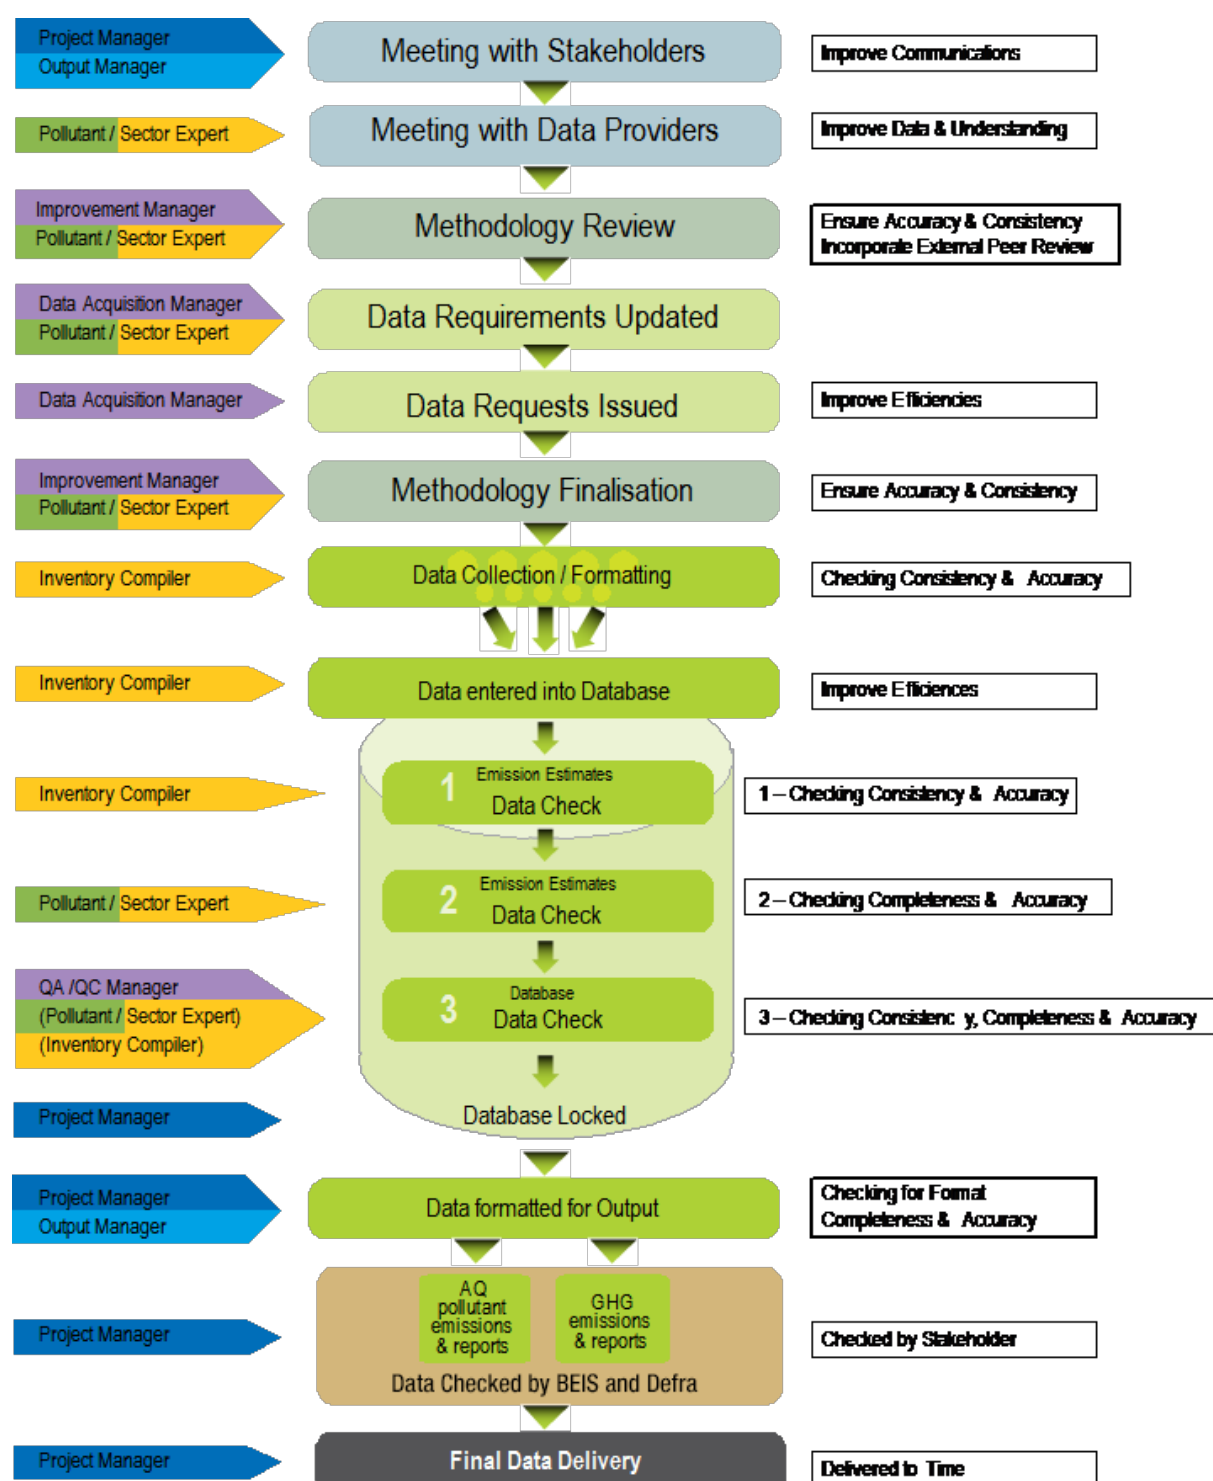 Project Manager
Output Manager
Meeting with Stakeholders
Improve Communications
Pollutant / Sector Expert
Meeting with Data Providers
Improve Data & Understanding
Improvement Manager
Pollutant / Sector Expert
Methodology Review
Ensure Accuracy & Consistency
Incorporate External Peer Review
Data Acquisition Manager
Pollutant / Sector Expert
Data Requirements Updated
Data Acquisition Manager
Data Requests Issued
Improve Efficiencies
Improvement Manager
Pollutant / Sector Expert
Methodology Finalisation
Ensure Accuracy & Consistency
Inventory Compiler
Data Collection / Formatting
Checking Consistency & Accuracy
Inventory Compiler
Data entered into Database
Improve Efficiences
Inventory Compiler
1
Emission Estimates
Data Check
1 – Checking Consistency & Accuracy
Pollutant / Sector Expert
2
Emission Estimates
Data Check
2 – Checking Completeness & Accuracy
QA /QC Manager
(Pollutant / Sector Expert)
(Inventory Compiler)
3
Database
Data Check
3 – Checking Consistenc y, Completeness & Accuracy
Project Manager
Database Locked
Project Manager
Output Manager
Data formatted for Output
Checking for Format
Completeness & Accuracy
Project Manager
AQ
pollutant
emissions
& reports
GHG
emissions
& reports
Data Checked by BEIS and Defra
Checked by Stakeholder
Project Manager
Final Data Delivery
Delivered to Time